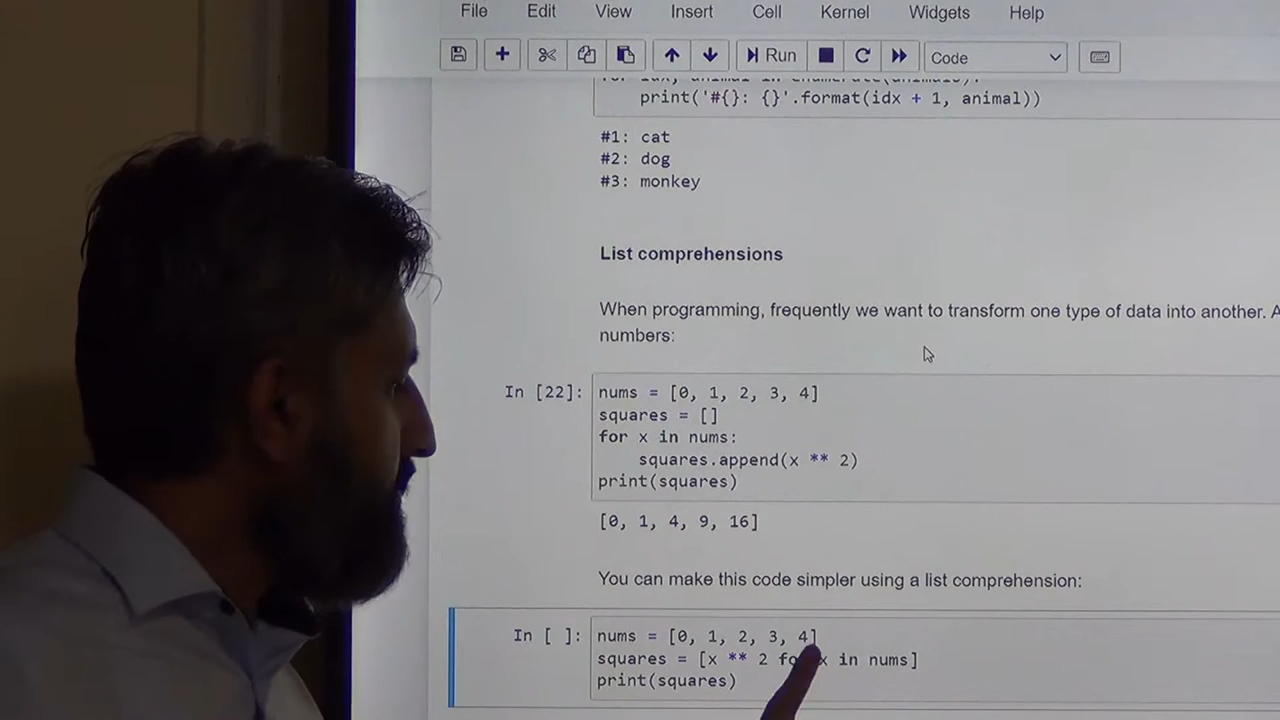 File Edit View Insert Cell Kernel Widgets Help
Run Code
print('#{}: {}'.format(idx + 1, animal))
#1: cat
#2: dog
#3: monkey
List comprehensions
When programming, frequently we want to transform one type of data into another.
numbers:
In [22]: nums = [0, 1, 2, 3, 4]
squares = []
for x in nums:
squares.append(x ** 2)
print(squares)
[0, 1, 4, 9, 16]
You can make this code simpler using a list comprehension:
In [ ]: nums = [0, 1, 2, 3, 4]
squares = [x ** 2 for x in nums]
print(squares)